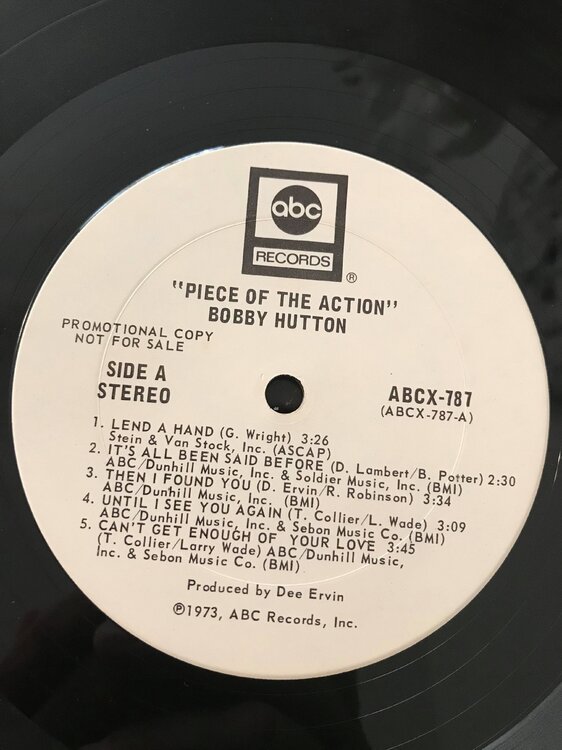 abc
RECORDS
®
"PIECE OF THE ACTION"
BOBBY HUTTON
PROMOTIONAL COPY
NOT FOR SALE
SIDE A
STEREO
ABCX-787
(ABCX-787-A)
1. LEND A HAND (G. Wright) 3:26
Stein & Van Stock, Inc. (ASCAP)
2. IT'S ALL BEEN SAID BEFORE (D. Lambert/B. Potter) 2:30
ABC/Dunhill Music, Inc. & Soldier Music, Inc. (BMI)
3. THEN I FOUND YOU (D. Ervin/R. Robinson) 3:34
ABC/Dunhill Music, Inc. (BMI)
4. UNTIL I SEE YOU AGAIN (T. Collier/L. Wade) 3:09
ABC/Dunhill Music, Inc. & Sebon Music Co. (BMI)
5. CAN'T GET ENOUGH OF YOUR LOVE 3:45
(T. Collier/Larry Wade) ABC/Dunhill Music,
Inc. & Sebon Music Co. (BMI)
Produced by Dee Ervin
℗1973, ABC Records, Inc.